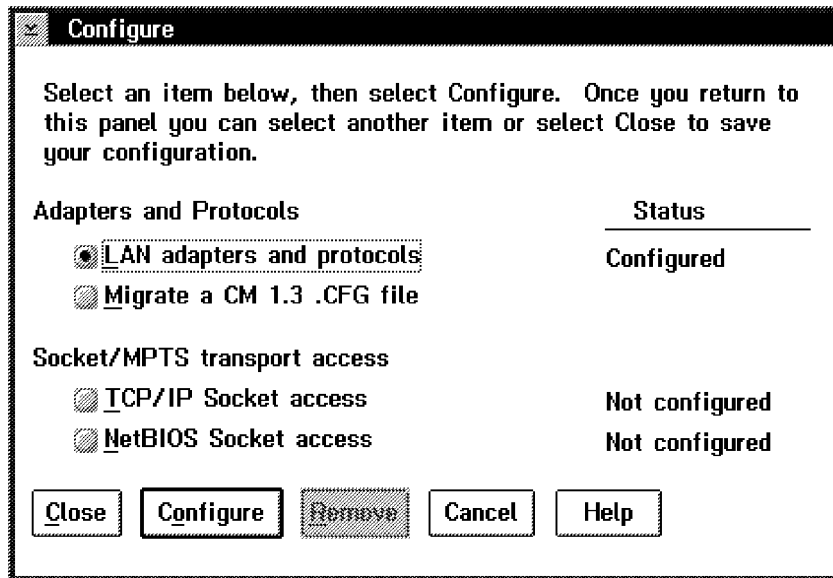 Configure
Select an item below, then select Configure. Once you return to
this panel you can select another item or select Close to save
your configuration.
Adapters and Protocols Status
LAN adapters and protocols Configured
Migrate a CM 1.3 .CFG file
Socket/MPTS transport access
TCP/IP Socket access Not configured
NetBIOS Socket access Not configured
Close Configure Remove Cancel Help